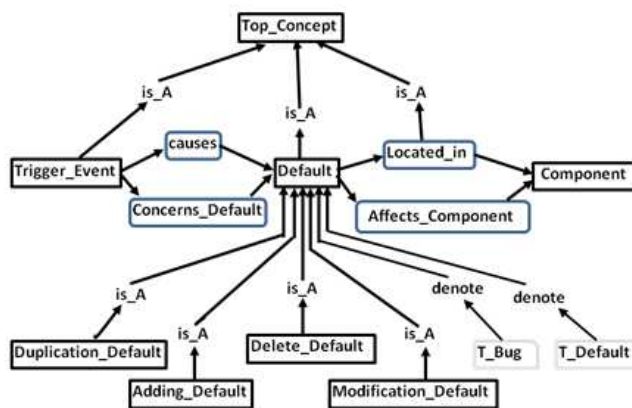 Top_Concept
is_A
is_A
is_A
causes
Located_in
Trigger_Event
Default
Component
Concerns_Default
Affects_Component
is_A
is_A
denote
denote
is_A
is_A
Duplication_Default
Delete_Default
T_Bug
T_Default
Adding_Default
Modification_Default